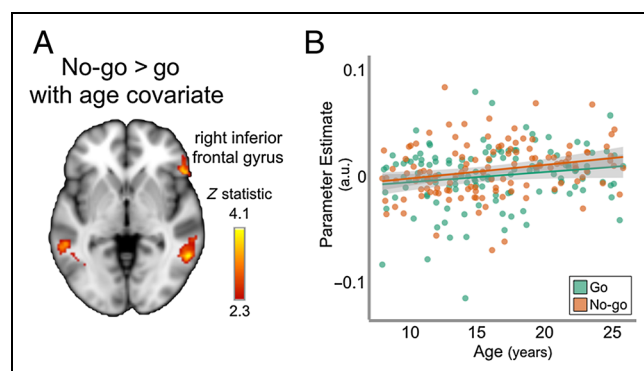 A
No-go > go
with age covariate
right inferior
frontal gyrus
Z statistic
4.1
2.3
B
0.1
0
−0.1
Parameter Estimate
(a.u.)
10
15
20
25
Age (years)
Go
No-go